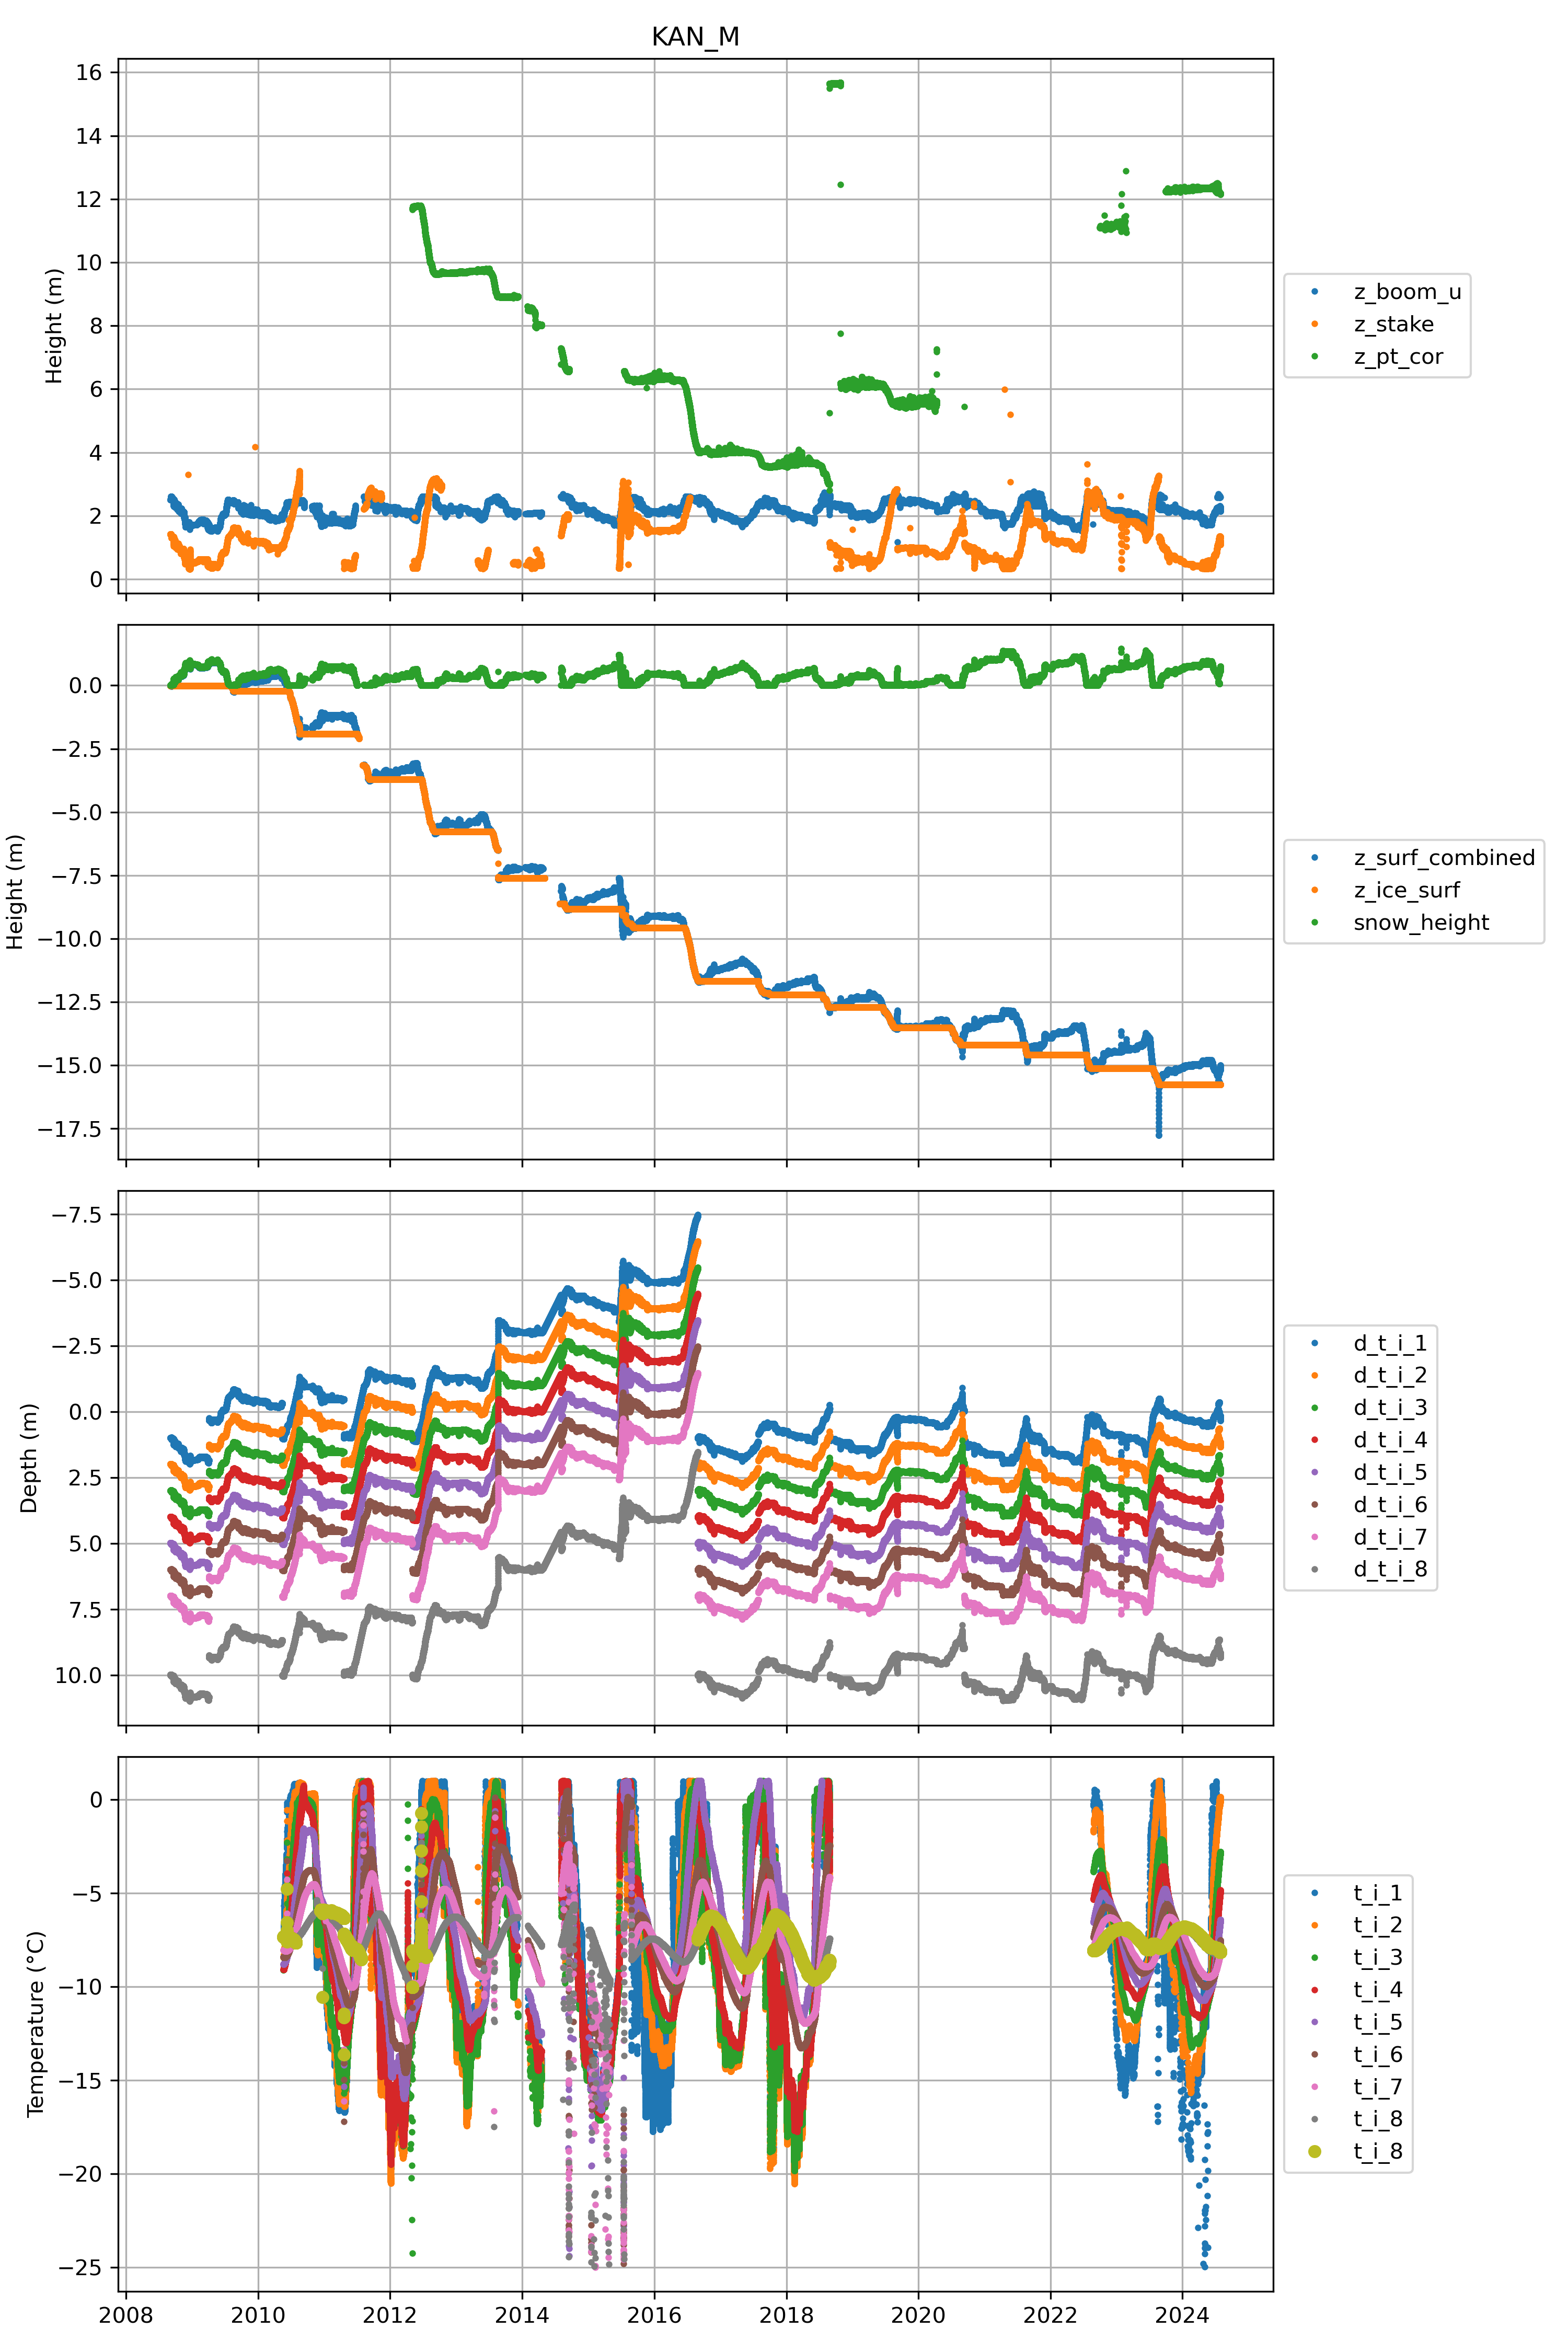 KAN_M
Height (m)
16
14
12
10
8
6
4
2
0
z_boom_u
z_stake
z_pt_cor
Height (m)
0.0
−2.5
−5.0
−7.5
−10.0
−12.5
−15.0
−17.5
z_surf_combined
z_ice_surf
snow_height
Depth (m)
−7.5
−5.0
−2.5
0.0
2.5
5.0
7.5
10.0
d_t_i_1
d_t_i_2
d_t_i_3
d_t_i_4
d_t_i_5
d_t_i_6
d_t_i_7
d_t_i_8
Temperature (°C)
0
−5
−10
−15
−20
−25
t_i_1
t_i_2
t_i_3
t_i_4
t_i_5
t_i_6
t_i_7
t_i_8
t_i_8
2008 2010 2012 2014 2016 2018 2020 2022 2024